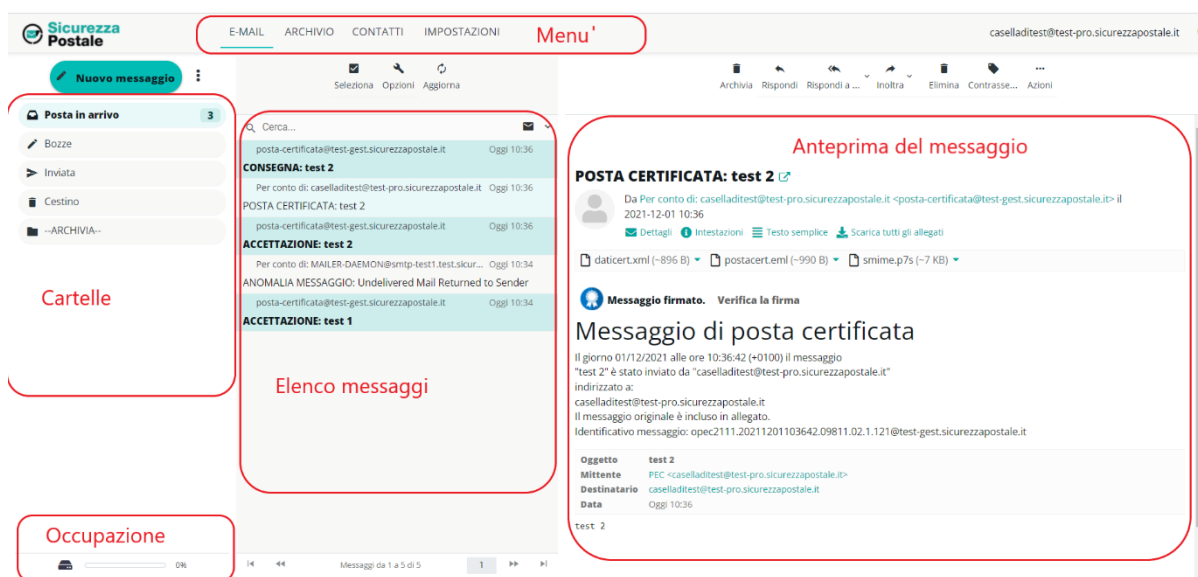 Sicurezza
Postale
E-MAIL ARCHIVIO CONTATTI IMPOSTAZIONI
Menu'
caselladitest@test-pro.sicurezzapostale.it
Nuovo messaggio
Seleziona Opzioni Aggiorna
Archivia Rispondi Rispondi a ... Inoltra Elimina Contrasse... Azioni
Posta in arrivo 3
Bozze
Inviata
Cestino
--ARCHIVIA--
Cartelle
Occupazione
0%
Cerca...
posta-certificata@test-gest.sicurezzapostale.it Oggi 10:36
CONSEGNA: test 2
Per conto di: caselladitest@test-pro.sicurezzapostale.it Oggi 10:36
POSTA CERTIFICATA: test 2
posta-certificata@test-gest.sicurezzapostale.it Oggi 10:36
ACCETTAZIONE: test 2
Per conto di: MAILER-DAEMON@smtp-test1.test.sicur... Oggi 10:34
ANOMALIA MESSAGGIO: Undelivered Mail Returned to Sender
posta-certificata@test-gest.sicurezzapostale.it Oggi 10:34
ACCETTAZIONE: test 1
Elenco messaggi
Messaggi da 1 a 5 di 5 1
Anteprima del messaggio
POSTA CERTIFICATA: test 2
Da Per conto di: caselladitest@test-pro.sicurezzapostale.it <posta-certificata@test-gest.sicurezzapostale.it> il
2021-12-01 10:36
Dettagli Intestazioni Testo semplice Scarica tutti gli allegati
daticert.xml (~896 B) postacert.eml (~990 B) smime.p7s (~7 KB)
Messaggio firmato. Verifica la firma
Messaggio di posta certificata
Il giorno 01/12/2021 alle ore 10:36:42 (+0100) il messaggio
"test 2" è stato inviato da "caselladitest@test-pro.sicurezzapostale.it"
indirizzato a:
caselladitest@test-pro.sicurezzapostale.it
Il messaggio originale è incluso in allegato.
Identificativo messaggio: opec2111.20211201103642.09811.02.1.121@test-gest.sicurezzapostale.it
Oggetto test 2
Mittente PEC <caselladitest@test-pro.sicurezzapostale.it>
Destinatario caselladitest@test-pro.sicurezzapostale.it
Data Oggi 10:36
test 2